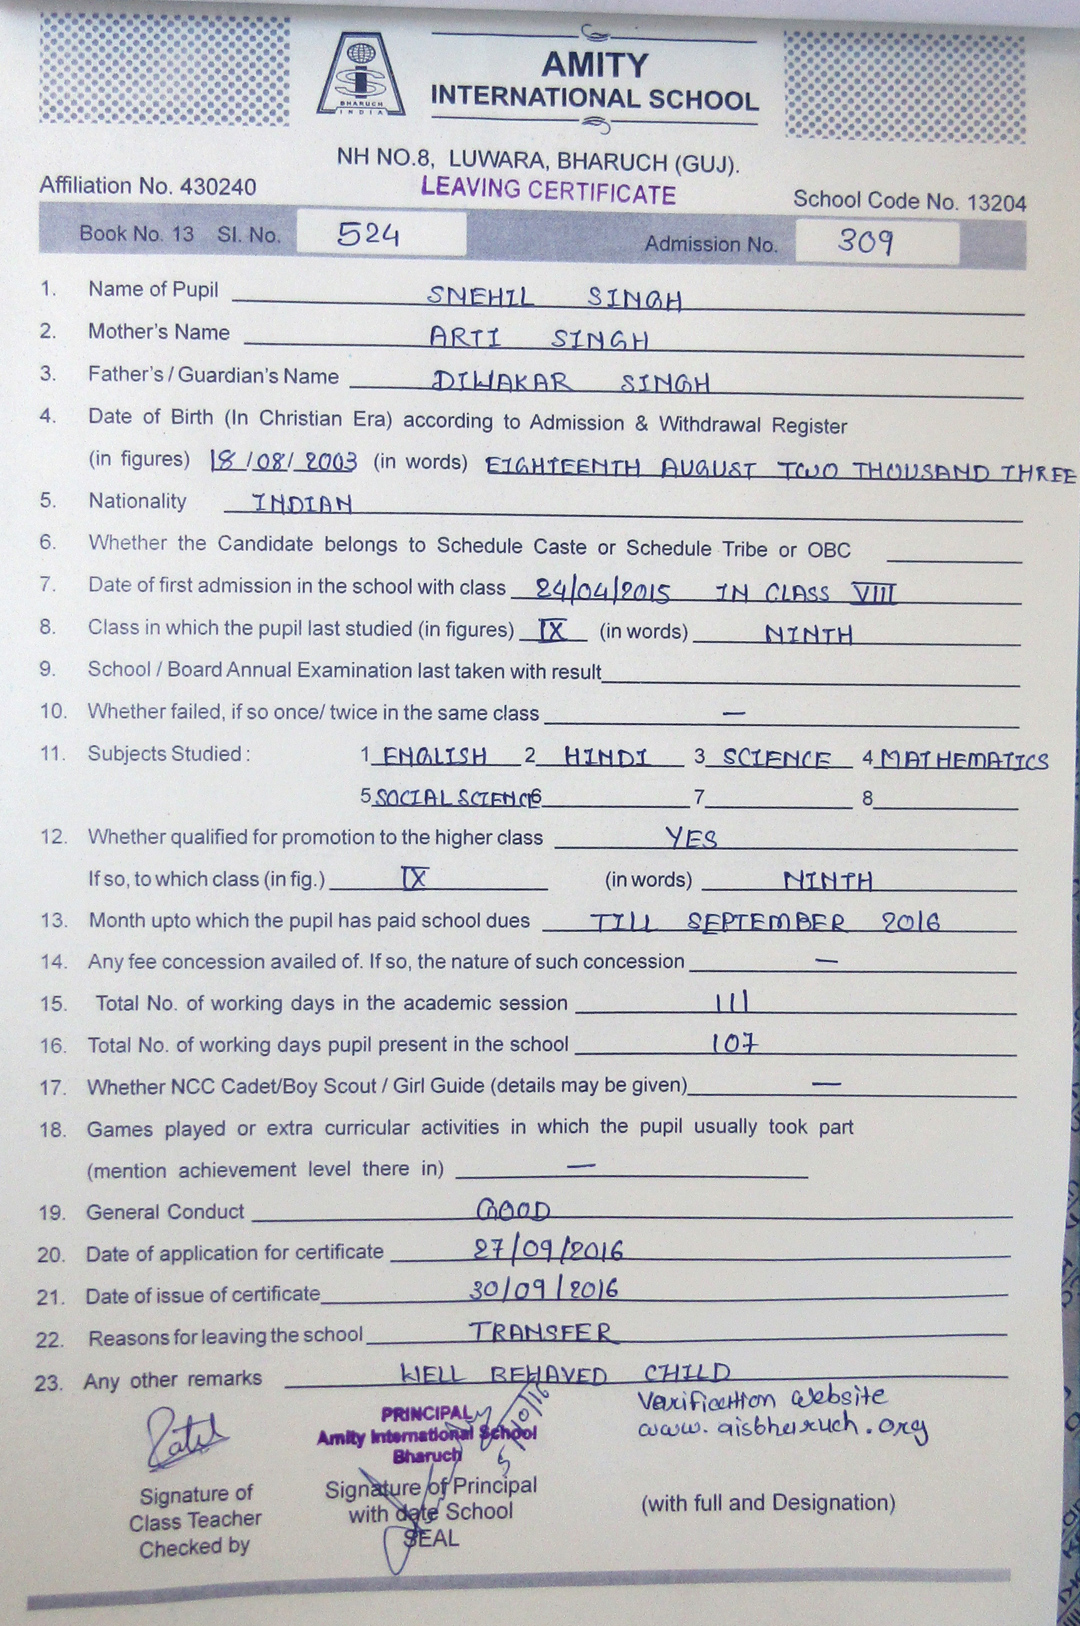 BHARUCH
INDIA
AMITY
INTERNATIONAL SCHOOL
NH NO.8, LUWARA, BHARUCH (GUJ).
Affiliation No. 430240 LEAVING CERTIFICATE School Code No. 13204
Book No. 13 Sl. No. 524 Admission No. 309
1. Name of Pupil SNEHIL SINGH
2. Mother's Name ARTI SINGH
3. Father's / Guardian's Name DIWAKAR SINGH
4. Date of Birth (In Christian Era) according to Admission & Withdrawal Register
(in figures) 18/08/2003 (in words) EIGHTEENTH AUGUST TWO THOUSAND THREE
5. Nationality INDIAN
6. Whether the Candidate belongs to Schedule Caste or Schedule Tribe or OBC
7. Date of first admission in the school with class 24/04/2015 IN CLASS VIII
8. Class in which the pupil last studied (in figures) IX (in words) NINTH
9. School / Board Annual Examination last taken with result
10. Whether failed, if so once/ twice in the same class —
11. Subjects Studied : 1 ENGLISH 2 HINDI 3 SCIENCE 4 MATHEMATICS
5 SOCIAL SCIENCE 6 7 8
12. Whether qualified for promotion to the higher class YES
If so, to which class (in fig.) IX (in words) NINTH
13. Month upto which the pupil has paid school dues TILL SEPTEMBER 2016
14. Any fee concession availed of. If so, the nature of such concession —
15. Total No. of working days in the academic session 111
16. Total No. of working days pupil present in the school 107
17. Whether NCC Cadet/Boy Scout / Girl Guide (details may be given) —
18. Games played or extra curricular activities in which the pupil usually took part
(mention achievement level there in) —
19. General Conduct GOOD
20. Date of application for certificate 27/09/2016
21. Date of issue of certificate 30/09/2016
22. Reasons for leaving the school TRANSFER
23. Any other remarks WELL BEHAVED CHILD
Verification website
www.aisbharuch.org
PRINCIPAL
Amity International School
Bharuch
5/10/16
Signature of
Class Teacher
Checked by
Signature of Principal
with date School
SEAL
(with full and Designation)